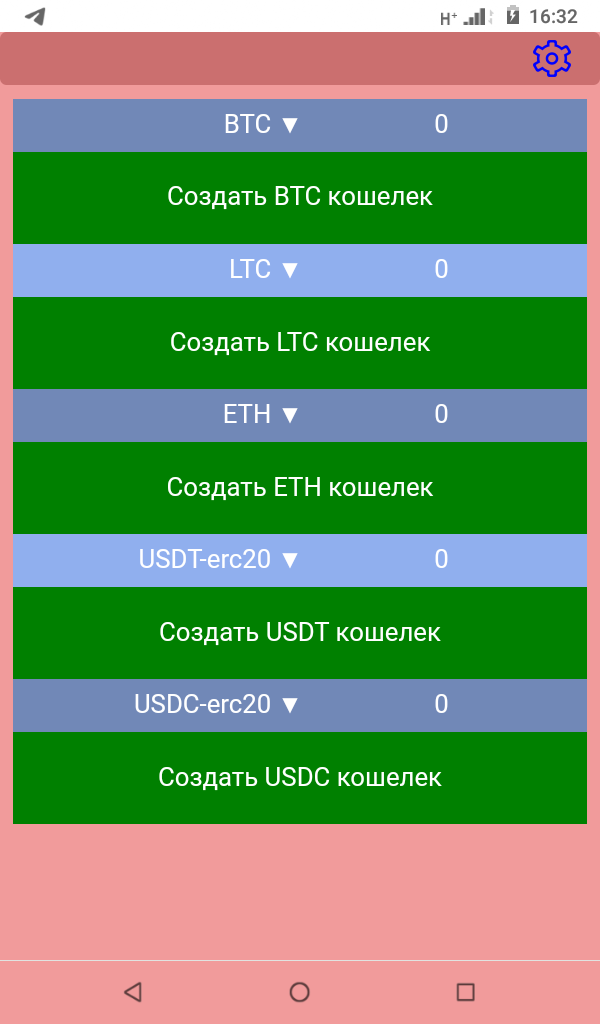 H+ 16:32
BTC ▼ 0
Создать BTC кошелек
LTC ▼ 0
Создать LTC кошелек
ETH ▼ 0
Создать ETH кошелек
USDT-erc20 ▼ 0
Создать USDT кошелек
USDC-erc20 ▼ 0
Создать USDC кошелек